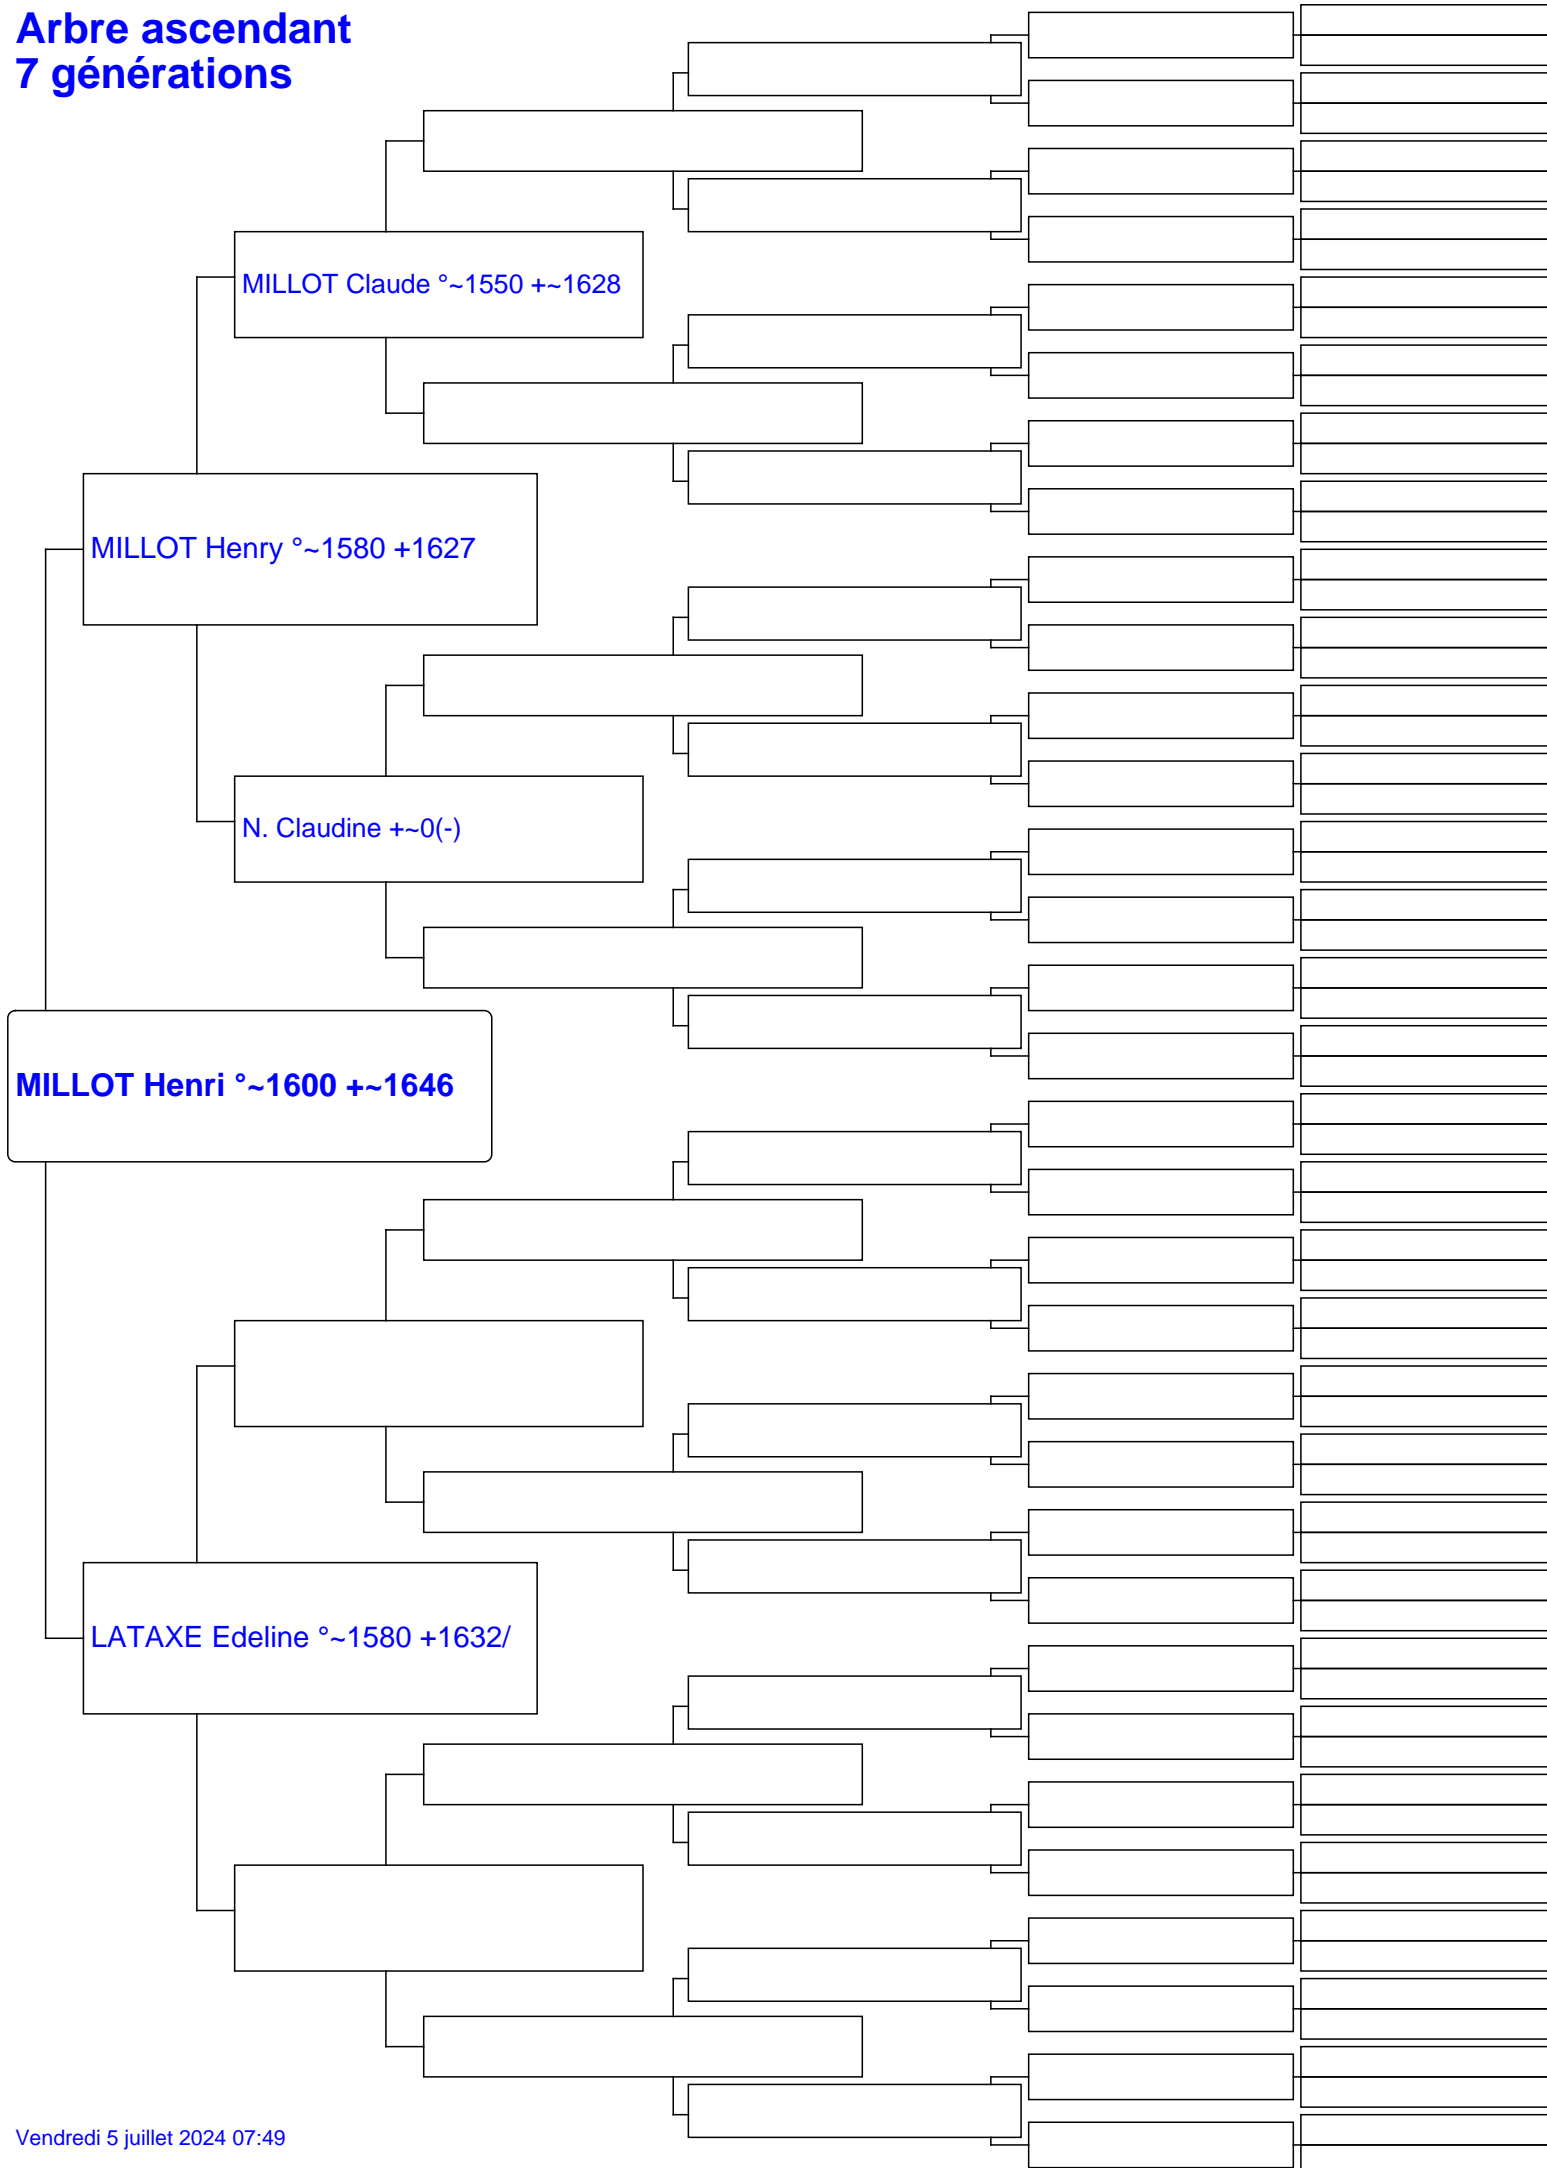 Arbre ascendant
7 générations
MILLOT Claude °~1550 +~1628
MILLOT Henry °~1580 +1627
N. Claudine +~0(-)
MILLOT Henri °~1600 +~1646
LATAXE Edeline °~1580 +1632/
Vendredi 5 juillet 2024 07:49